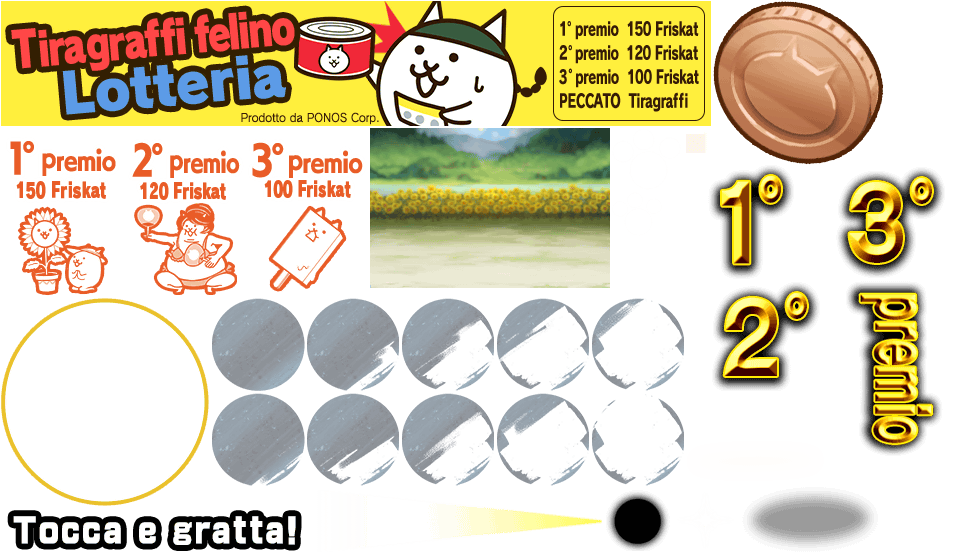 Tiragraffi felino
Lotteria
Prodotto da PONOS Corp.
1° premio 150 Friskat
2° premio 120 Friskat
3° premio 100 Friskat
PECCATO Tiragraffi
1° premio
150 Friskat
2° premio
120 Friskat
3° premio
100 Friskat
1°
3°
2°
premio
Tocca e gratta!